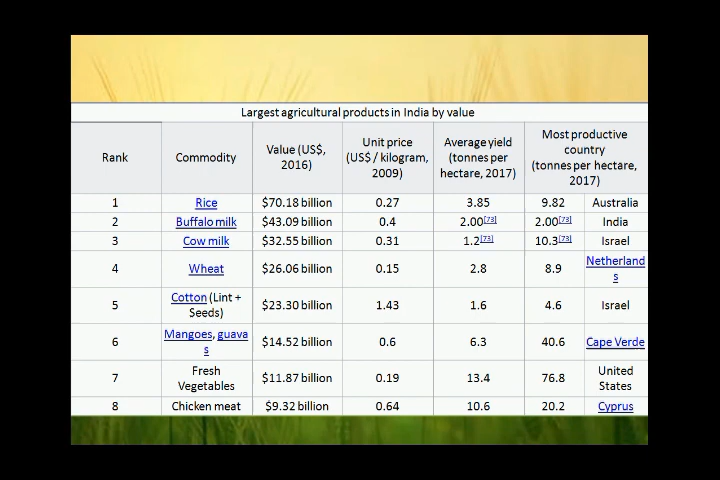 Largest agricultural products in India by value
Rank Commodity Value (US$, 2016) Unit price (US$ / kilogram, 2009) Average yield (tonnes per hectare, 2017) Most productive country (tonnes per hectare, 2017)
1 Rice $70.18 billion 0.27 3.85 9.82 Australia
2 Buffalo milk $43.09 billion 0.4 2.00[73] 2.00[73] India
3 Cow milk $32.55 billion 0.31 1.2[73] 10.3[73] Israel
4 Wheat $26.06 billion 0.15 2.8 8.9 Netherlands
5 Cotton (Lint + Seeds) $23.30 billion 1.43 1.6 4.6 Israel
6 Mangoes, guavas $14.52 billion 0.6 6.3 40.6 Cape Verde
7 Fresh Vegetables $11.87 billion 0.19 13.4 76.8 United States
8 Chicken meat $9.32 billion 0.64 10.6 20.2 Cyprus